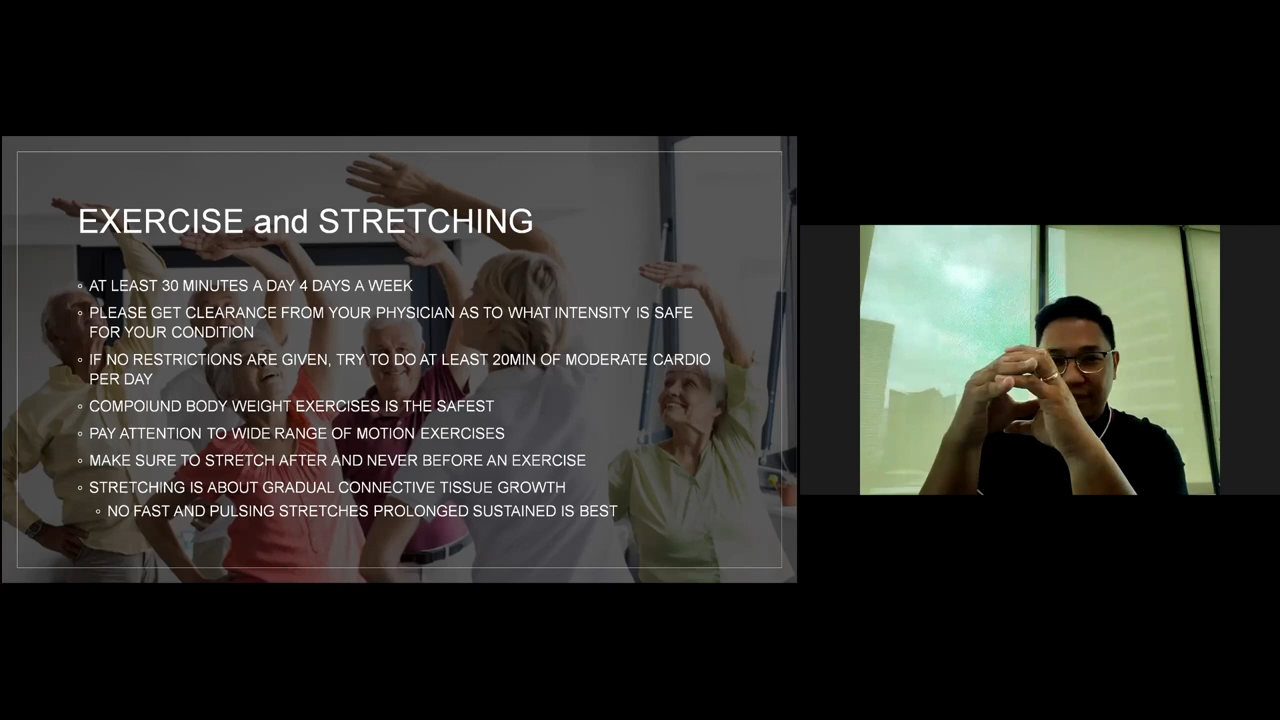 EXERCISE and STRETCHING
◦ AT LEAST 30 MINUTES A DAY 4 DAYS A WEEK
◦ PLEASE GET CLEARANCE FROM YOUR PHYSICIAN AS TO WHAT INTENSITY IS SAFE
FOR YOUR CONDITION
◦ IF NO RESTRICTIONS ARE GIVEN, TRY TO DO AT LEAST 20MIN OF MODERATE CARDIO
PER DAY
◦ COMPOIUND BODY WEIGHT EXERCISES IS THE SAFEST
◦ PAY ATTENTION TO WIDE RANGE OF MOTION EXERCISES
◦ MAKE SURE TO STRETCH AFTER AND NEVER BEFORE AN EXERCISE
◦ STRETCHING IS ABOUT GRADUAL CONNECTIVE TISSUE GROWTH
◦ NO FAST AND PULSING STRETCHES PROLONGED SUSTAINED IS BEST